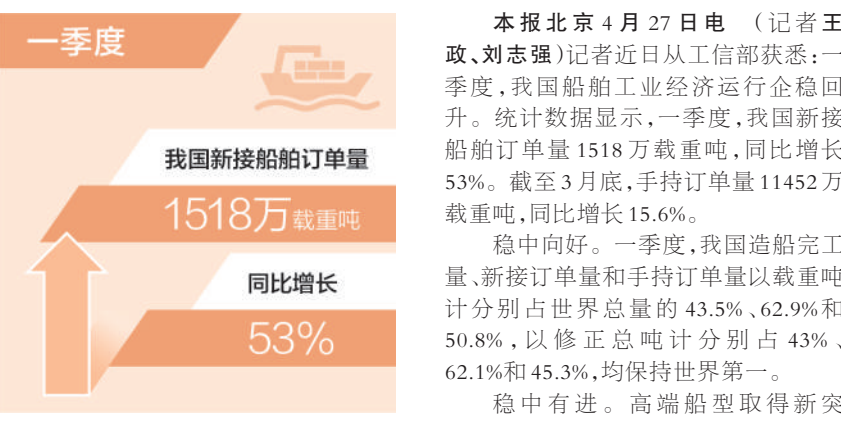 一季度
我国新接船舶订单量
1518万载重吨
同比增长
53%
本报北京4月27日电 （记者王
政、刘志强）记者近日从工信部获悉：一
季度，我国船舶工业经济运行企稳回
升。统计数据显示，一季度，我国新接
船舶订单量1518万载重吨，同比增长
53%。截至3月底，手持订单量11452万
载重吨，同比增长15.6%。
稳中向好。一季度，我国造船完工
量、新接订单量和手持订单量以载重吨
计分别占世界总量的43.5%、62.9%和
50.8%，以修正总吨计分别占43%、
62.1%和45.3%，均保持世界第一。
稳中有进。高端船型取得新突